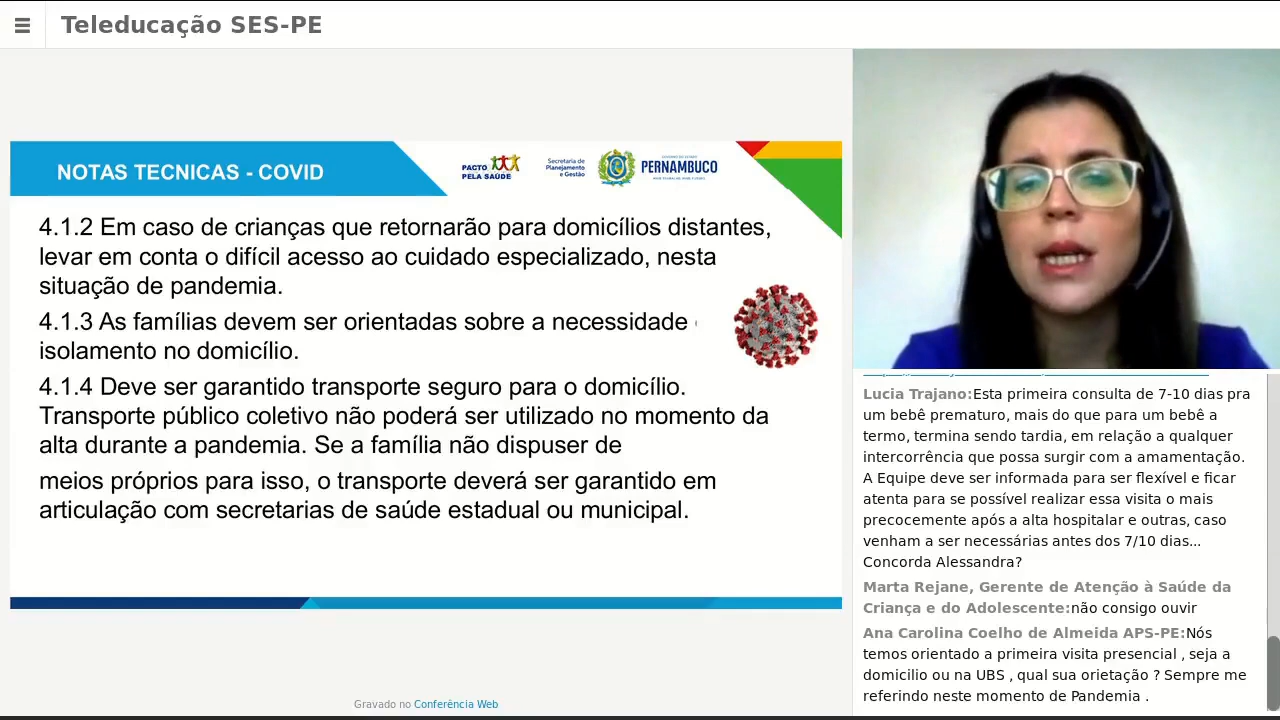 Teleducação SES-PE
NOTAS TECNICAS - COVID
PACTO
PELA SAÚDE
Secretaria de
Planejamento
e Gestão
PERNAMBUCO
4.1.2 Em caso de crianças que retornarão para domicílios distantes,
levar em conta o difícil acesso ao cuidado especializado, nesta
situação de pandemia.
4.1.3 As famílias devem ser orientadas sobre a necessidade
isolamento no domicílio.
4.1.4 Deve ser garantido transporte seguro para o domicílio.
Transporte público coletivo não poderá ser utilizado no momento da
alta durante a pandemia. Se a família não dispuser de
meios próprios para isso, o transporte deverá ser garantido em
articulação com secretarias de saúde estadual ou municipal.
Gravado no Conferência Web
Lucia Trajano:Esta primeira consulta de 7-10 dias pra
um bebê prematuro, mais do que para um bebê a
termo, termina sendo tardia, em relação a qualquer
intercorrência que possa surgir com a amamentação.
A Equipe deve ser informada para ser flexível e ficar
atenta para se possível realizar essa visita o mais
precocemente após a alta hospitalar e outras, caso
venham a ser necessárias antes dos 7/10 dias...
Concorda Alessandra?
Marta Rejane, Gerente de Atenção à Saúde da
Criança e do Adolescente:não consigo ouvir
Ana Carolina Coelho de Almeida APS-PE:Nós
temos orientado a primeira visita presencial , seja a
domicilio ou na UBS , qual sua orietação ? Sempre me
referindo neste momento de Pandemia .